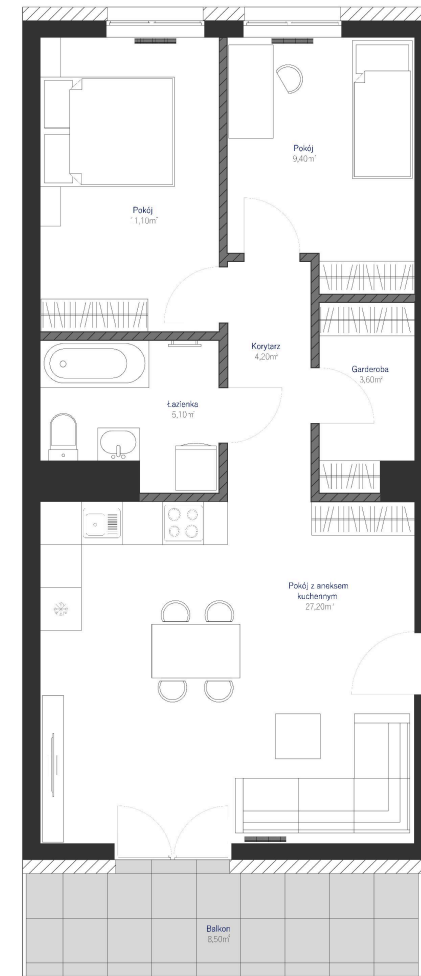 Pokój
9,40m²
Pokój
11,10m²
Korytarz
4,20m²
Garderoba
3,60m²
Łazienka
5,10m²
Pokój z aneksem
kuchennym
27,20m²
Balkon
8,50m²